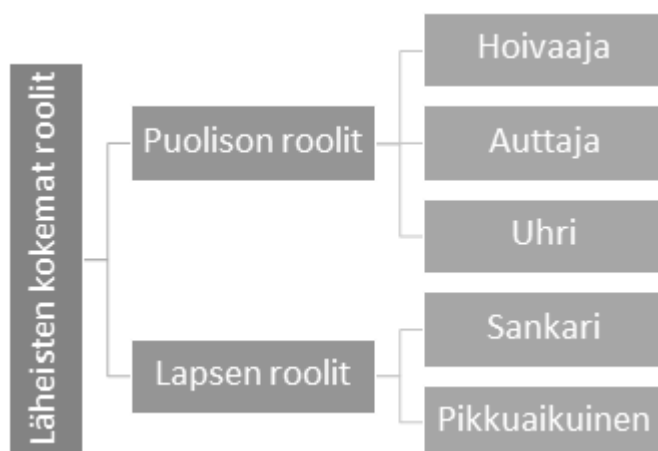 Läheisten kokemat roolit
Puolison roolit
Hoivaaja
Auttaja
Uhri
Lapsen roolit
Sankari
Pikkuaikuinen